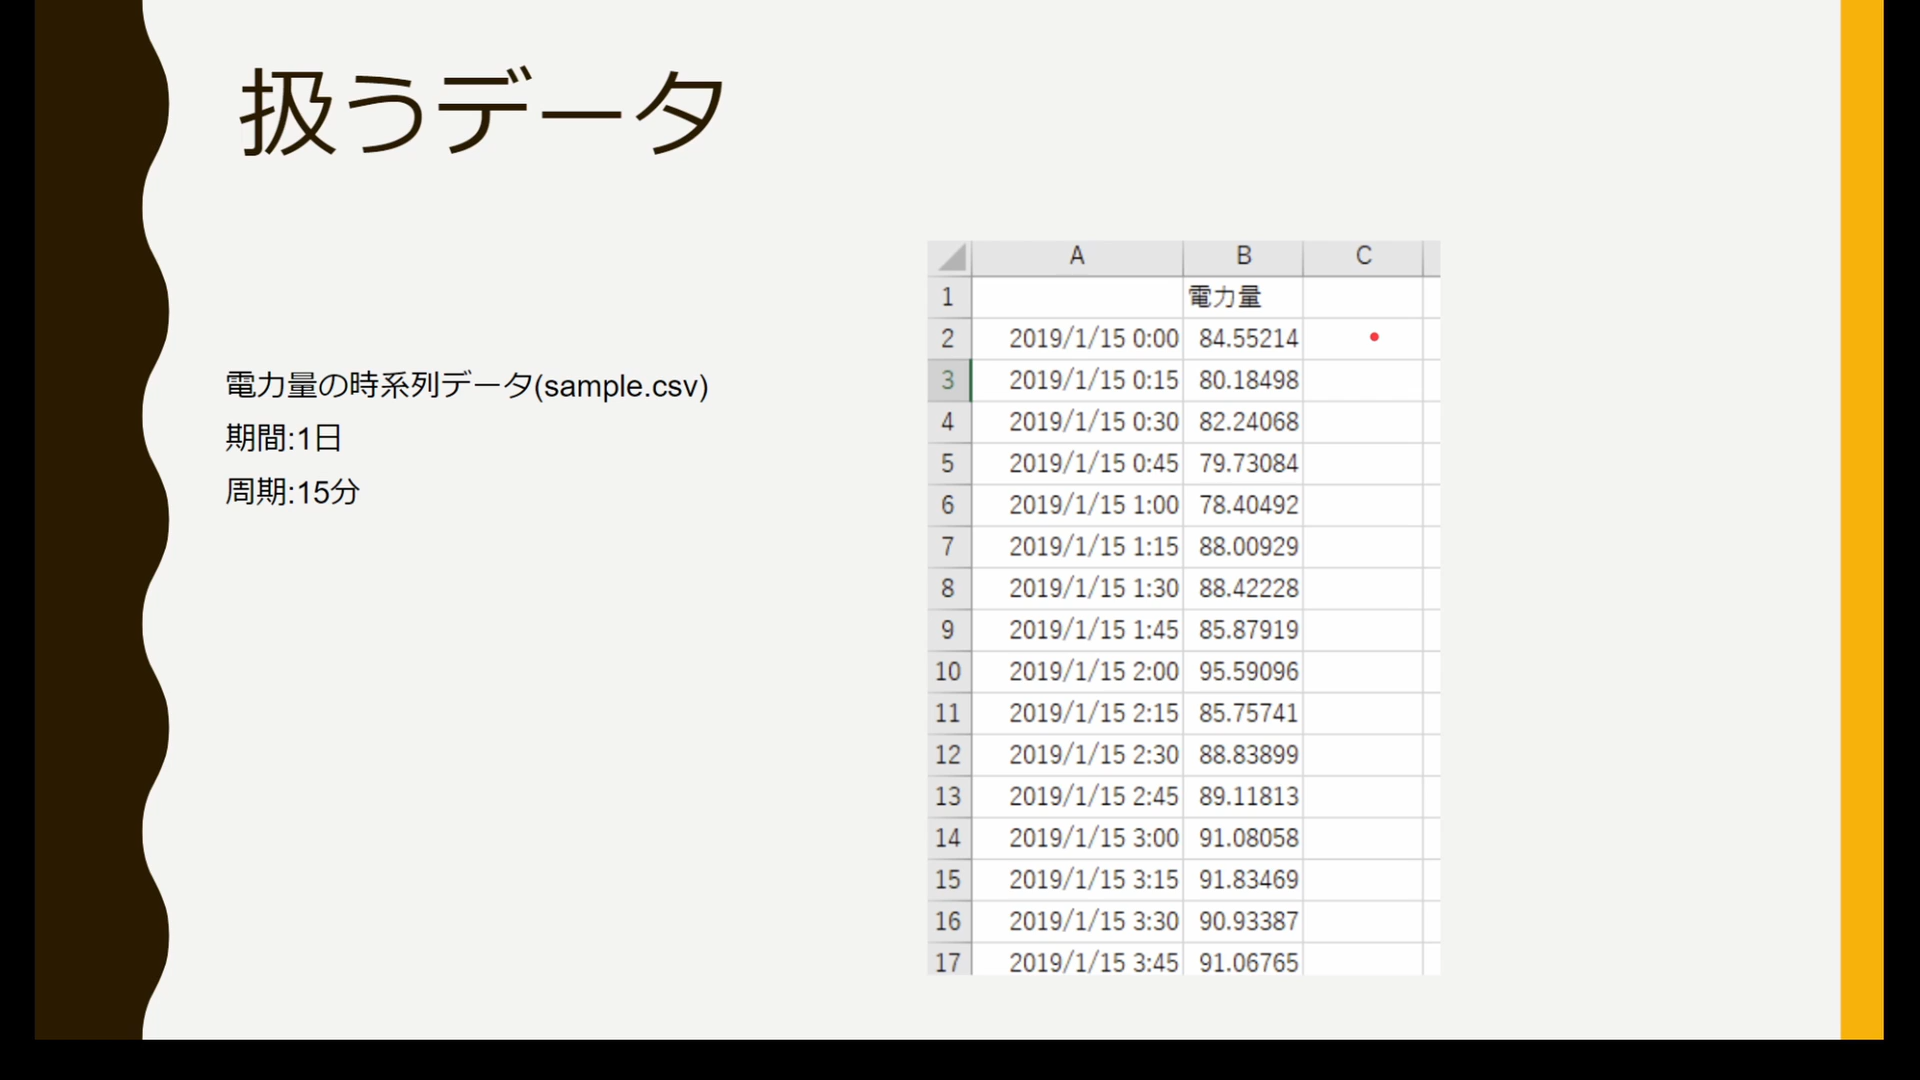 扱うデータ
電力量の時系列データ(sample.csv)
期間:1日
周期:15分
A B C
1 電力量
2 2019/1/15 0:00 84.55214
3 2019/1/15 0:15 80.18498
4 2019/1/15 0:30 82.24068
5 2019/1/15 0:45 79.73084
6 2019/1/15 1:00 78.40492
7 2019/1/15 1:15 88.00929
8 2019/1/15 1:30 88.42228
9 2019/1/15 1:45 85.87919
10 2019/1/15 2:00 95.59096
11 2019/1/15 2:15 85.75741
12 2019/1/15 2:30 88.83899
13 2019/1/15 2:45 89.11813
14 2019/1/15 3:00 91.08058
15 2019/1/15 3:15 91.83469
16 2019/1/15 3:30 90.93387
17 2019/1/15 3:45 91.06765